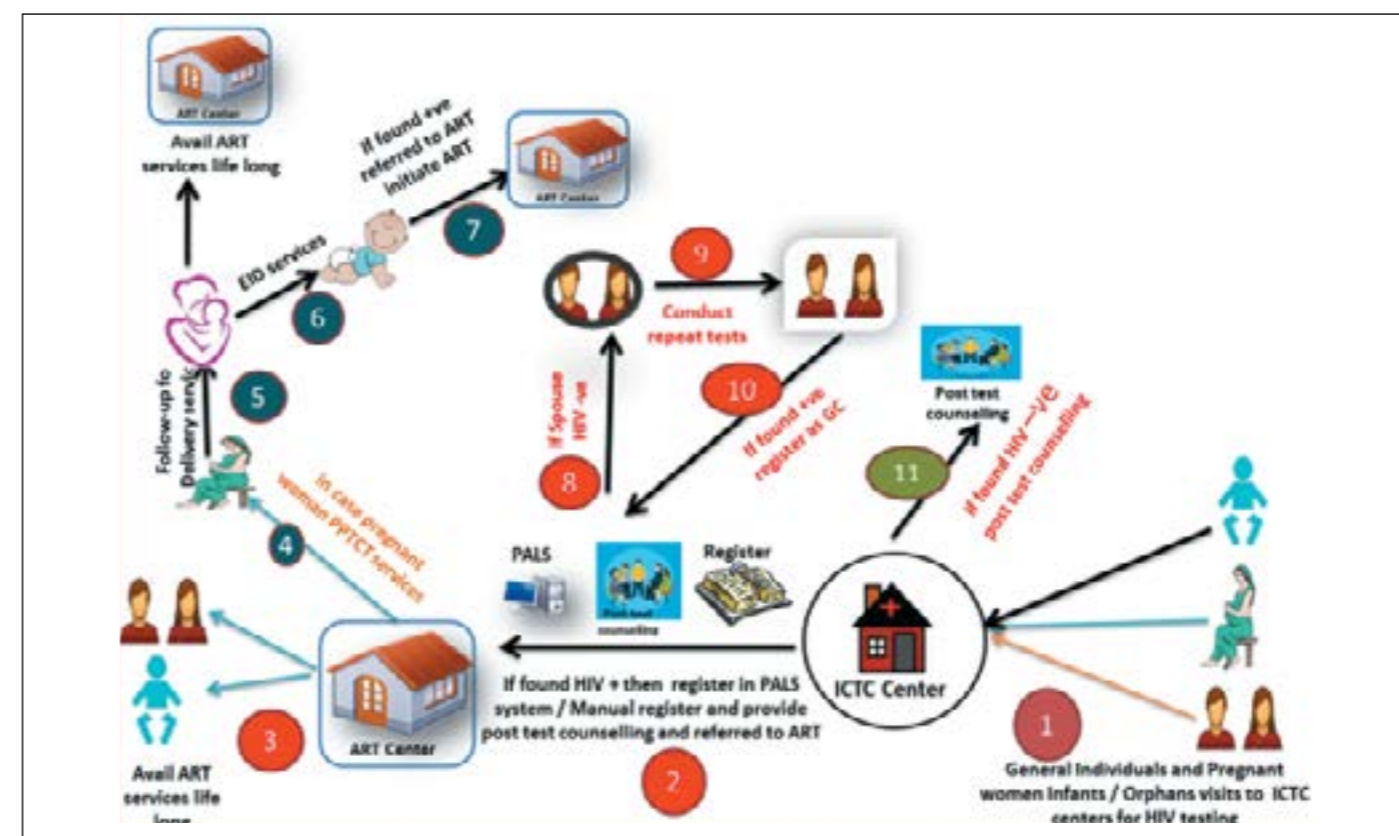 ART Center
Avail ART
services life long
If found +ve
referred to ART
initiate ART
ART Center
7
EID services
6
9
Conduct
repeat tests
If Spouse
HIV -ve
8
10
If found +ve
register as GC
Post test
counselling
11
if found HIV –ve
post test counselling
5
Follow-up fo
Delivery servic
in case pregnant
woman PPTCT services
4
PALS
Register
Post test
counseling
ICTC Center
If found HIV + then register in PALS
system / Manual register and provide
post test counselling and referred to ART
2
ART Center
3
Avail ART
services life
long
1
General Individuals and Pregnant
women Infants / Orphans visits to ICTC
centers for HIV testing